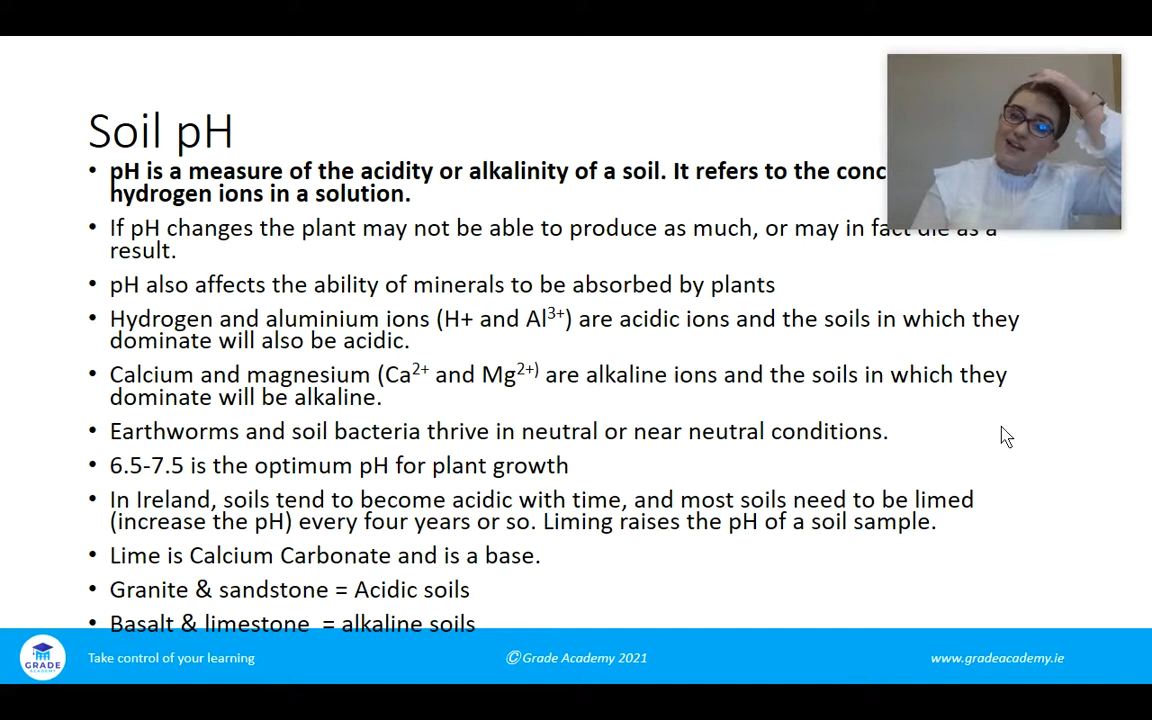 Soil pH
• pH is a measure of the acidity or alkalinity of a soil. It refers to the
hydrogen ions in a solution.
• If pH changes the plant may not be able to produce as much, or may in as a
result.
• pH also affects the ability of minerals to be absorbed by plants
• Hydrogen and aluminium ions (H+ and Al³⁺) are acidic ions and the soils in which they
dominate will also be acidic.
• Calcium and magnesium (Ca²⁺ and Mg²⁺⁾ are alkaline ions and the soils in which they
dominate will be alkaline.
• Earthworms and soil bacteria thrive in neutral or near neutral conditions.
• 6.5-7.5 is the optimum pH for plant growth
• In Ireland, soils tend to become acidic with time, and most soils need to be limed
(increase the pH) every four years or so. Liming raises the pH of a soil sample.
• Lime is Calcium Carbonate and is a base.
• Granite & sandstone = Acidic soils
• Basalt & limestone = alkaline soils
GRADE
ACADEMY
Take control of your learning
©Grade Academy 2021
www.gradeacademy.ie